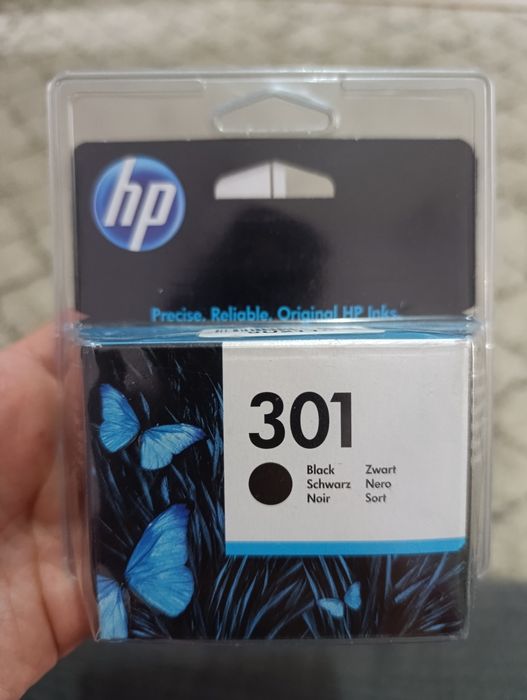 hp
Precise. Reliable. Original HP Inks.
301
Black Zwart
Schwarz Nero
Noir Sort